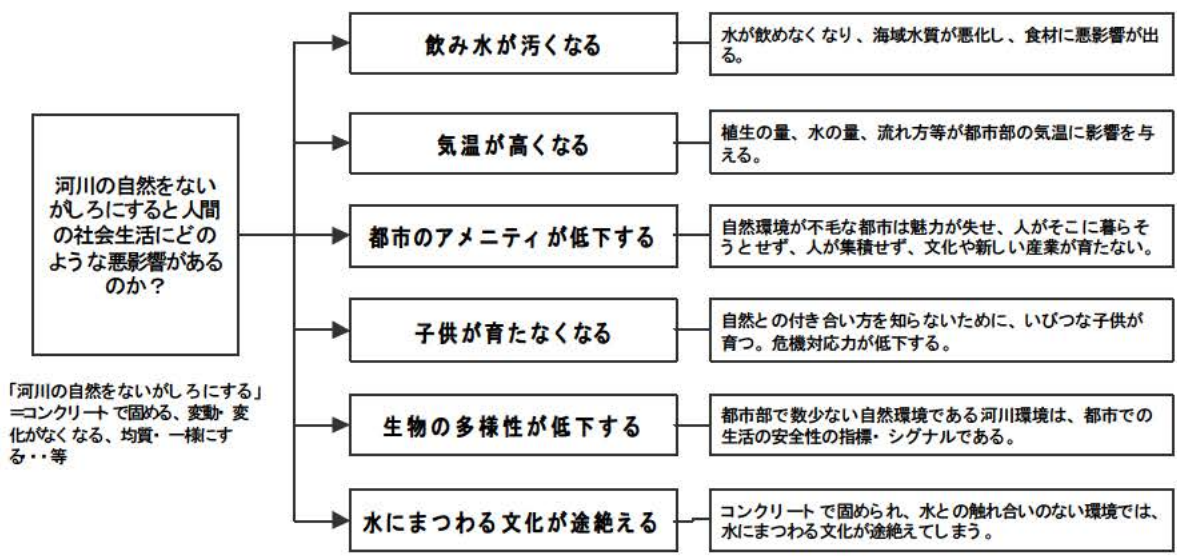 河川の自然をない
がしろにすると人間
の社会生活にどの
ような悪影響がある
のか？
「河川の自然をないがしろにする」
＝コンクリートで固める、変動・変
化がなくなる、均質・一様にす
る・・等
飲み水が汚くなる
水が飲めなくなり、海域水質が悪化し、食材に悪影響が出
る。
気温が高くなる
植生の量、水の量、流れ方等が都市部の気温に影響を与
える。
都市のアメニティが低下する
自然環境が不毛な都市は魅力が失せ、人がそこに暮らそ
うとせず、人が集積せず、文化や新しい産業が育たない。
子供が育たなくなる
自然との付き合い方を知らないために、いびつな子供が
育つ。危機対応力が低下する。
生物の多様性が低下する
都市部で数少ない自然環境である河川環境は、都市での
生活の安全性の指標・シグナルである。
水にまつわる文化が途絶える
コンクリートで固められ、水との触れ合いのない環境では、
水にまつわる文化が途絶えてしまう。